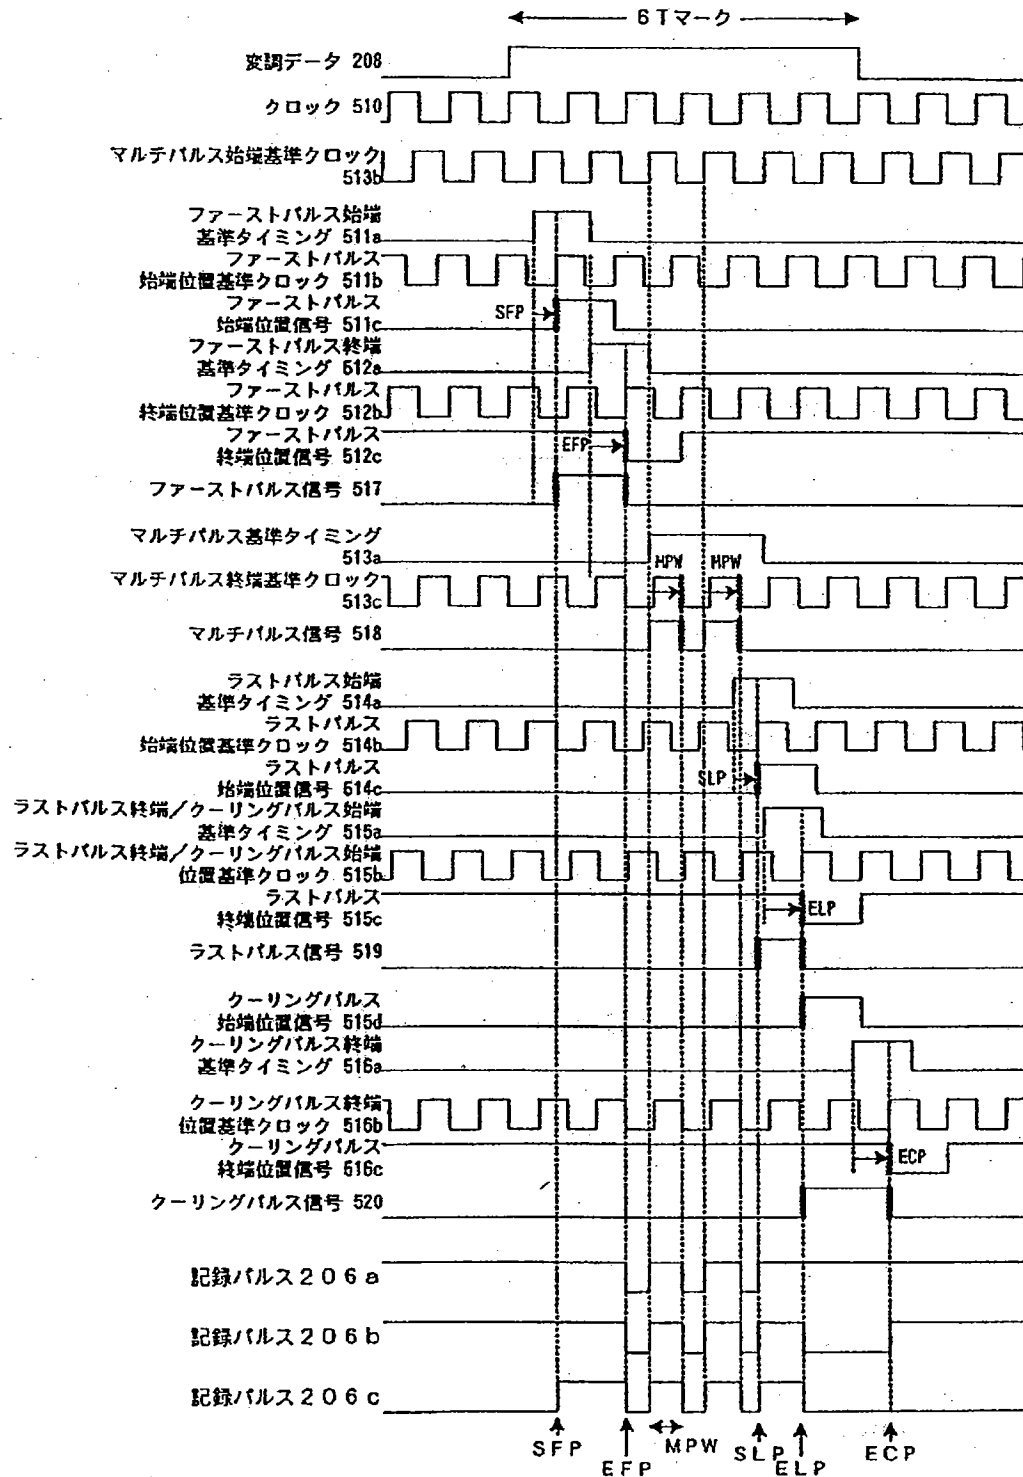 6Tマーク
変調データ 208
クロック 510
マルチパルス始端基準クロック
513b
ファーストパルス始端
基準タイミング 511a
ファーストパルス
始端位置基準クロック 511b
ファーストパルス
始端位置信号 511c
SFP
ファーストパルス終端
基準タイミング 512a
ファーストパルス
終端位置基準クロック 512b
ファーストパルス
終端位置信号 512c
EFP
ファーストパルス信号 517
マルチパルス基準タイミング
513a
MPW MPW
マルチパルス終端基準クロック
513c
マルチパルス信号 518
ラストパルス始端
基準タイミング 514a
ラストパルス
始端位置基準クロック 514b
ラストパルス
始端位置信号 514c
SLP
ラストパルス終端/クーリングパルス始端
基準タイミング 515a
ラストパルス終端/クーリングパルス始端
位置基準クロック 515b
ラストパルス
終端位置信号 515c
ELP
ラストパルス信号 519
クーリングパルス
始端位置信号 515d
クーリングパルス終端
基準タイミング 516a
クーリングパルス終端
位置基準クロック 516b
クーリングパルス
終端位置信号 516c
ECP
クーリングパルス信号 520
記録パルス206a
記録パルス206b
記録パルス206c
SFP EFP MPW SLP ELP ECP